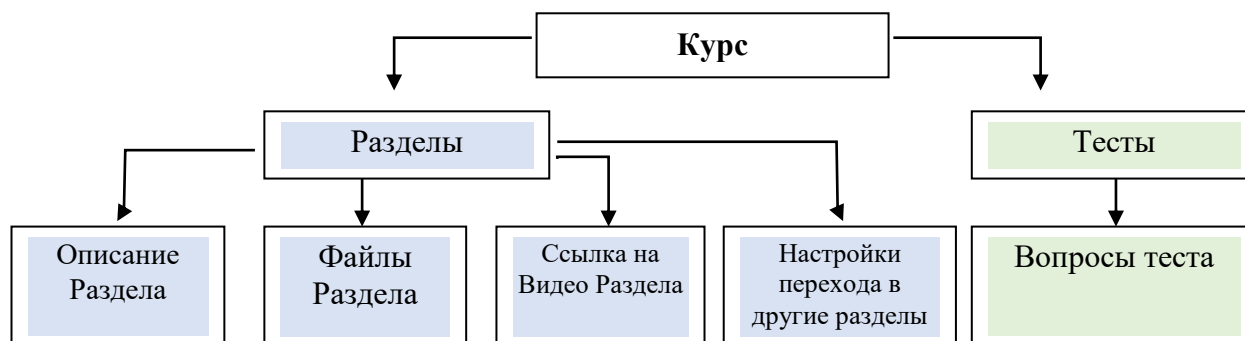 Курс
Разделы
Тесты
Описание
Раздела
Файлы
Раздела
Ссылка на
Видео Раздела
Настройки
перехода в
другие разделы
Вопросы теста